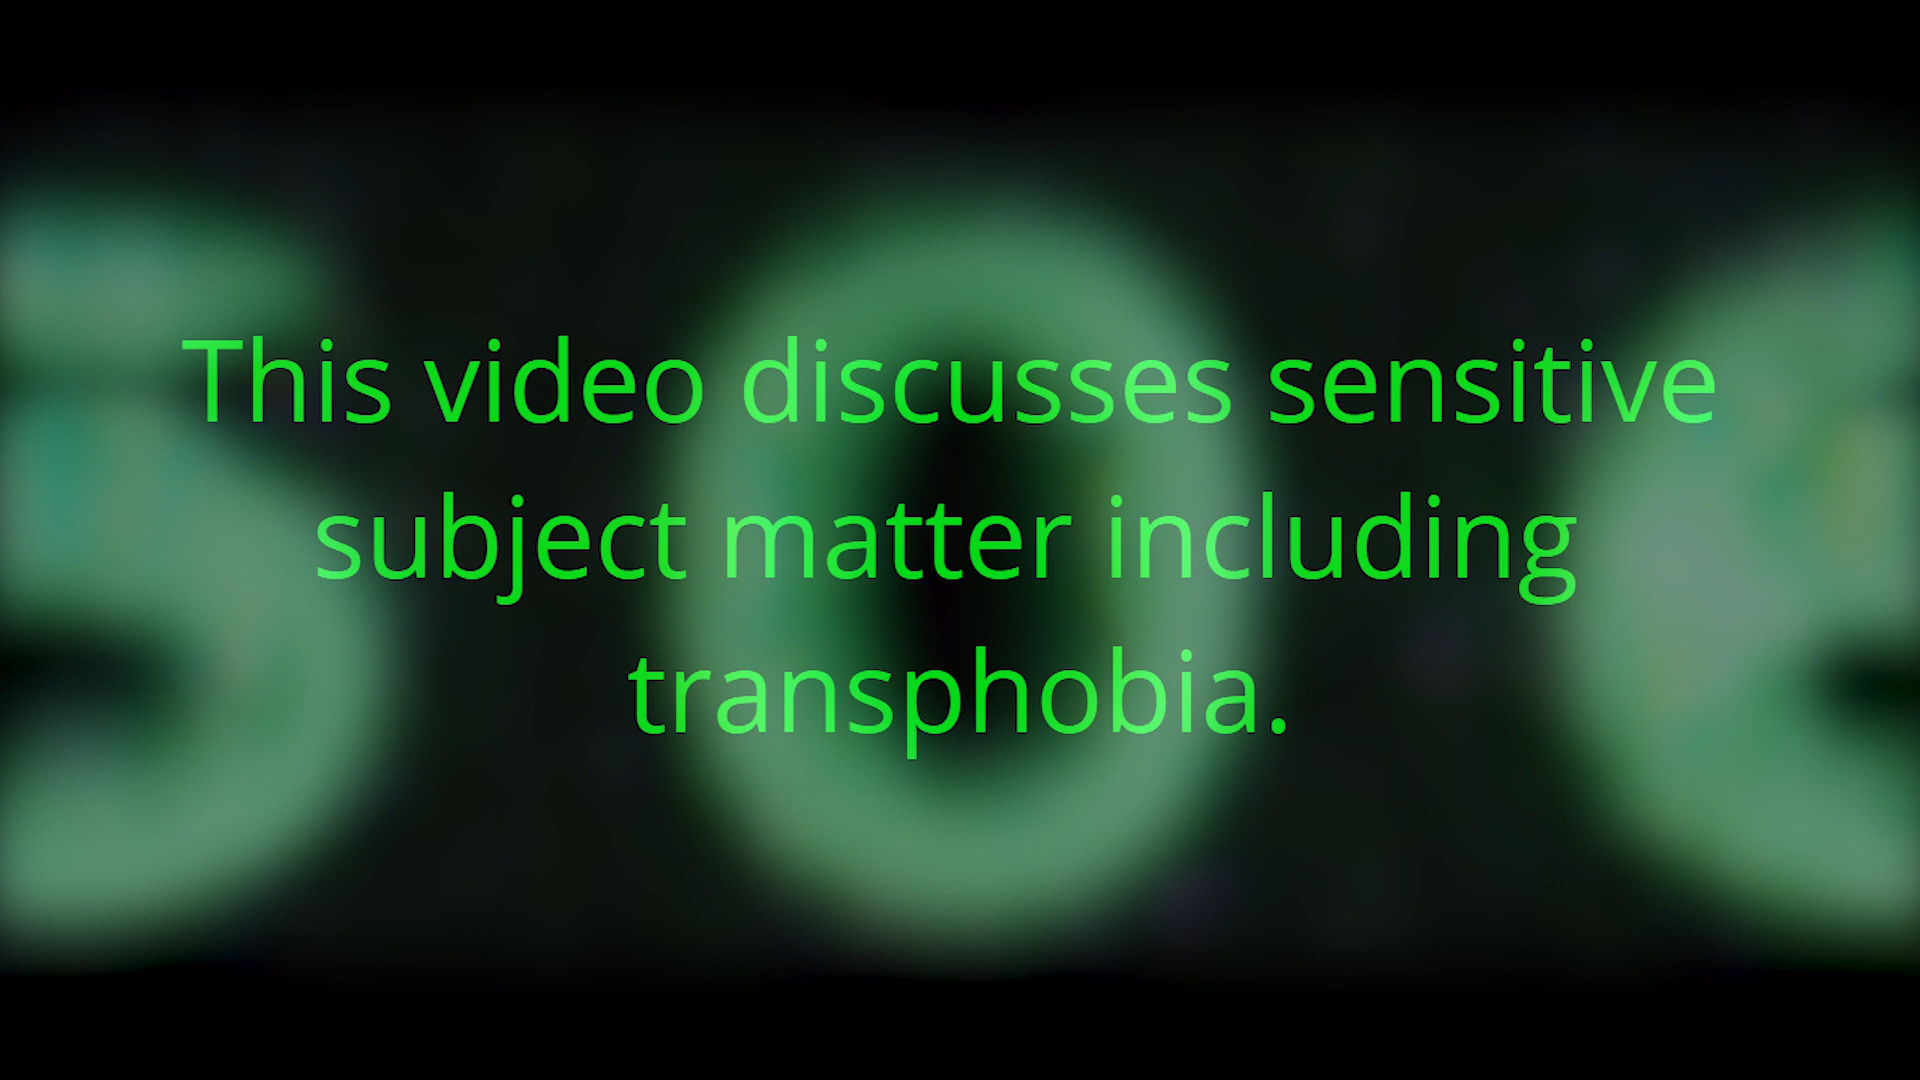 This video discusses sensitive
subject matter including
transphobia.